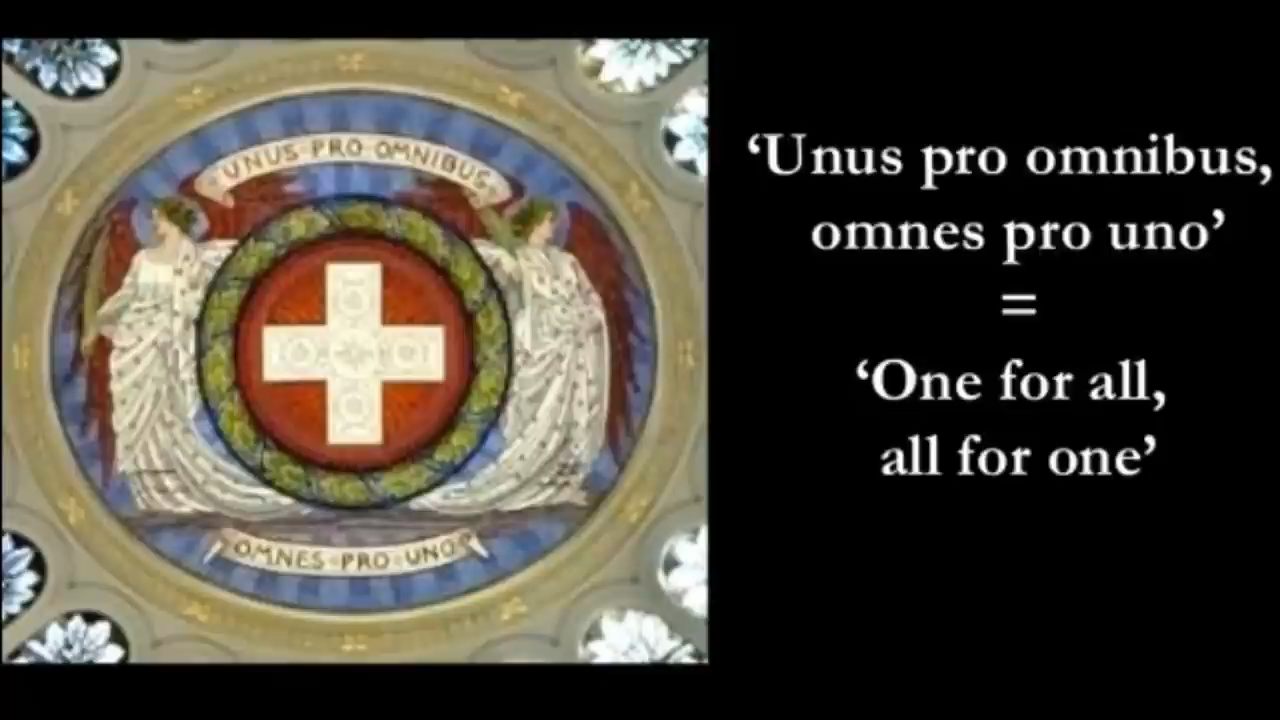 UNUS PRO OMNIBUS
OMNES PRO UNO
‘Unus pro omnibus,
omnes pro uno’
=
‘One for all,
all for one’